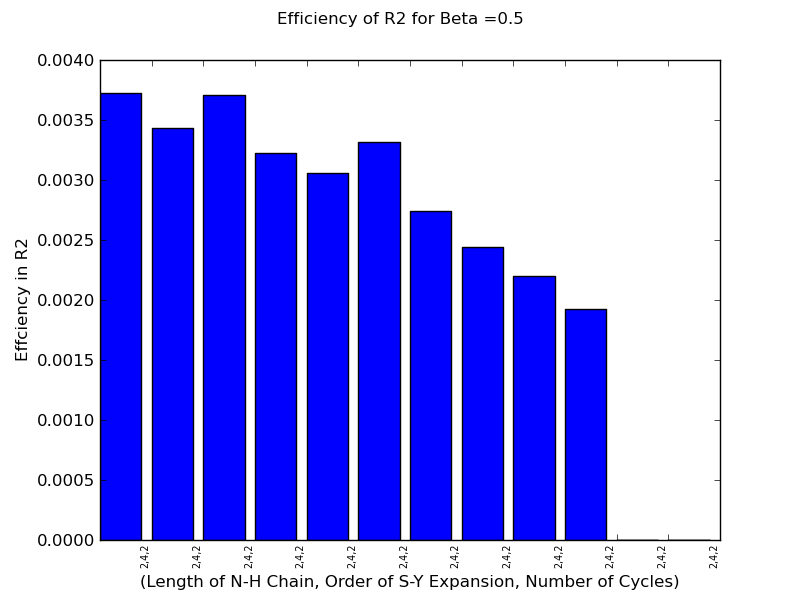 Efficiency of R2 for Beta =0.5
0.0040
0.0035
0.0030
0.0025
0.0020
0.0015
0.0010
0.0005
0.0000
Effciency in R2
2,4,2 2,4,2 2,4,2 2,4,2 2,4,2 2,4,2 2,4,2 2,4,2 2,4,2 2,4,2 2,4,2 2,4,2
(Length of N-H Chain, Order of S-Y Expansion, Number of Cycles)